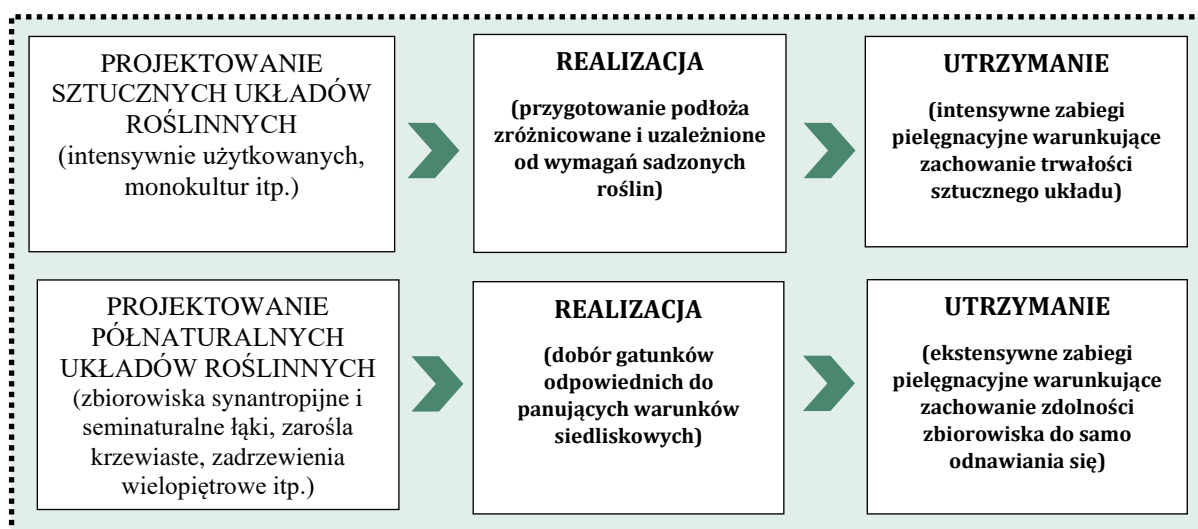 PROJEKTOWANIE
SZTUCZNYCH UKŁADÓW
ROŚLINNYCH
(intensywnie użytkowanych,
monokultur itp.)
REALIZACJA
(przygotowanie podłoża
zróżnicowane i uzależnione
od wymagań sadzonych
roślin)
UTRZYMANIE
(intensywne zabiegi
pielęgnacyjne warunkujące
zachowanie trwałości
sztucznego układu)
PROJEKTOWANIE
PÓŁNATURALNYCH
UKŁADÓW ROŚLINNYCH
(zbiorowiska synantropijne i
seminaturalne łąki, zarośla
krzewiaste, zadrzewienia
wielopiętrowe itp.)
REALIZACJA
(dobór gatunków
odpowiednich do
panujących warunków
siedliskowych)
UTRZYMANIE
(ekstensywne zabiegi
pielęgnacyjne warunkujące
zachowanie zdolności
zbiorowiska do samo
odnawiania się)